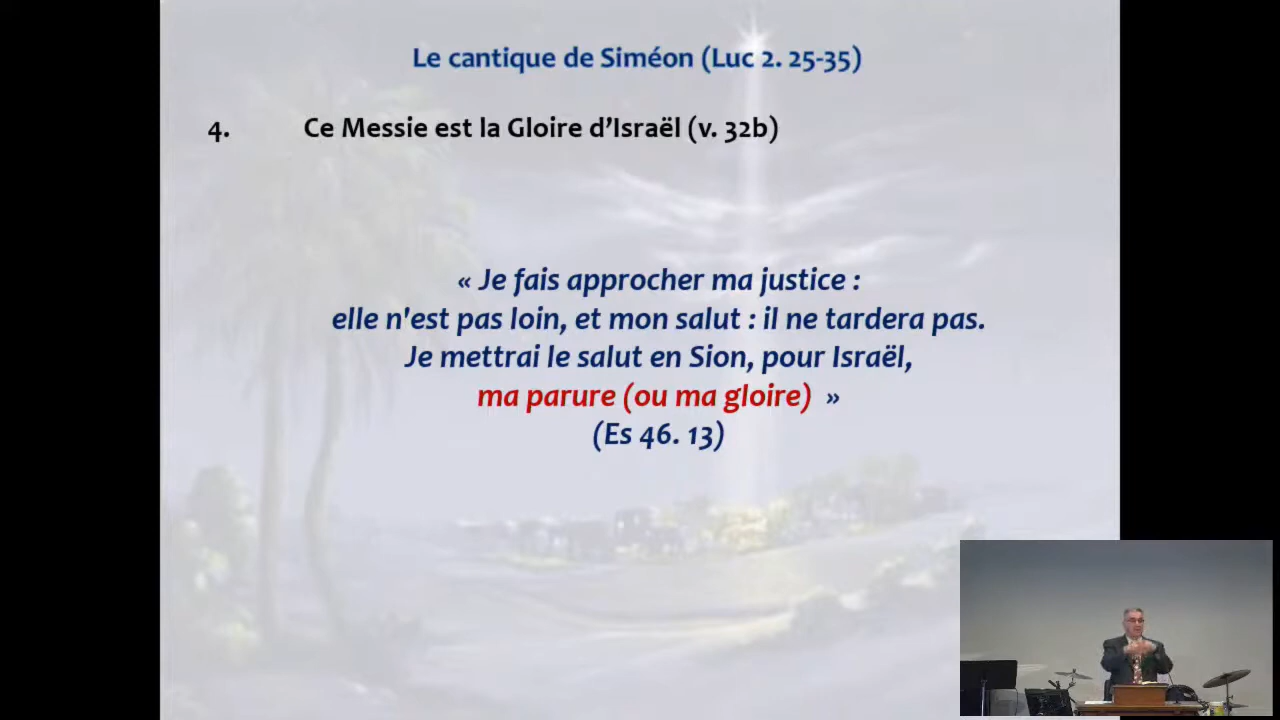 Le cantique de Siméon (Luc 2. 25-35)
4. Ce Messie est la Gloire d’Israël (v. 32b)
« Je fais approcher ma justice :
elle n'est pas loin, et mon salut : il ne tardera pas.
Je mettrai le salut en Sion, pour Israël,
ma parure (ou ma gloire) »
(Es 46. 13)